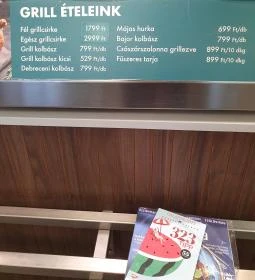 GRILL ÉTELEINK
Fél grillcsirke 1799 Ft
Egész grillcsirke 2999 Ft
Grill kolbász 799 Ft/db
Grill kolbász kicsi 529 Ft/db
Debreceni kolbász 799 Ft/db
Májas hurka 699 Ft/db
Bajor kolbász 799 Ft/db
Császárszalonna grillezve 899 Ft/10 dkg
Fűszeres tarja 899 Ft/10 dkg
323